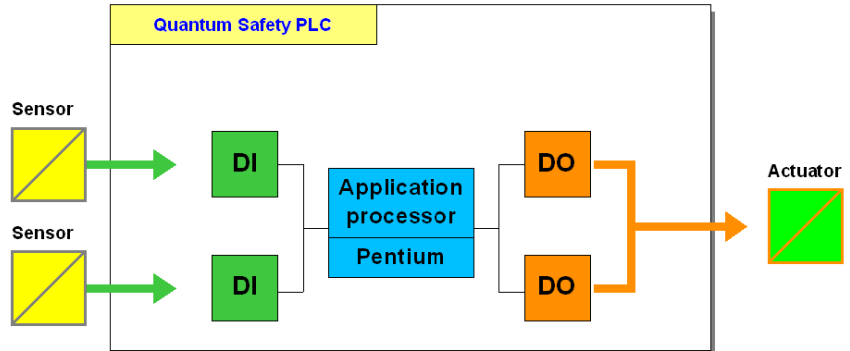 Quantum Safety PLC
Sensor
DI
DO
Application
processor
Pentium
Actuator
Sensor
DI
DO